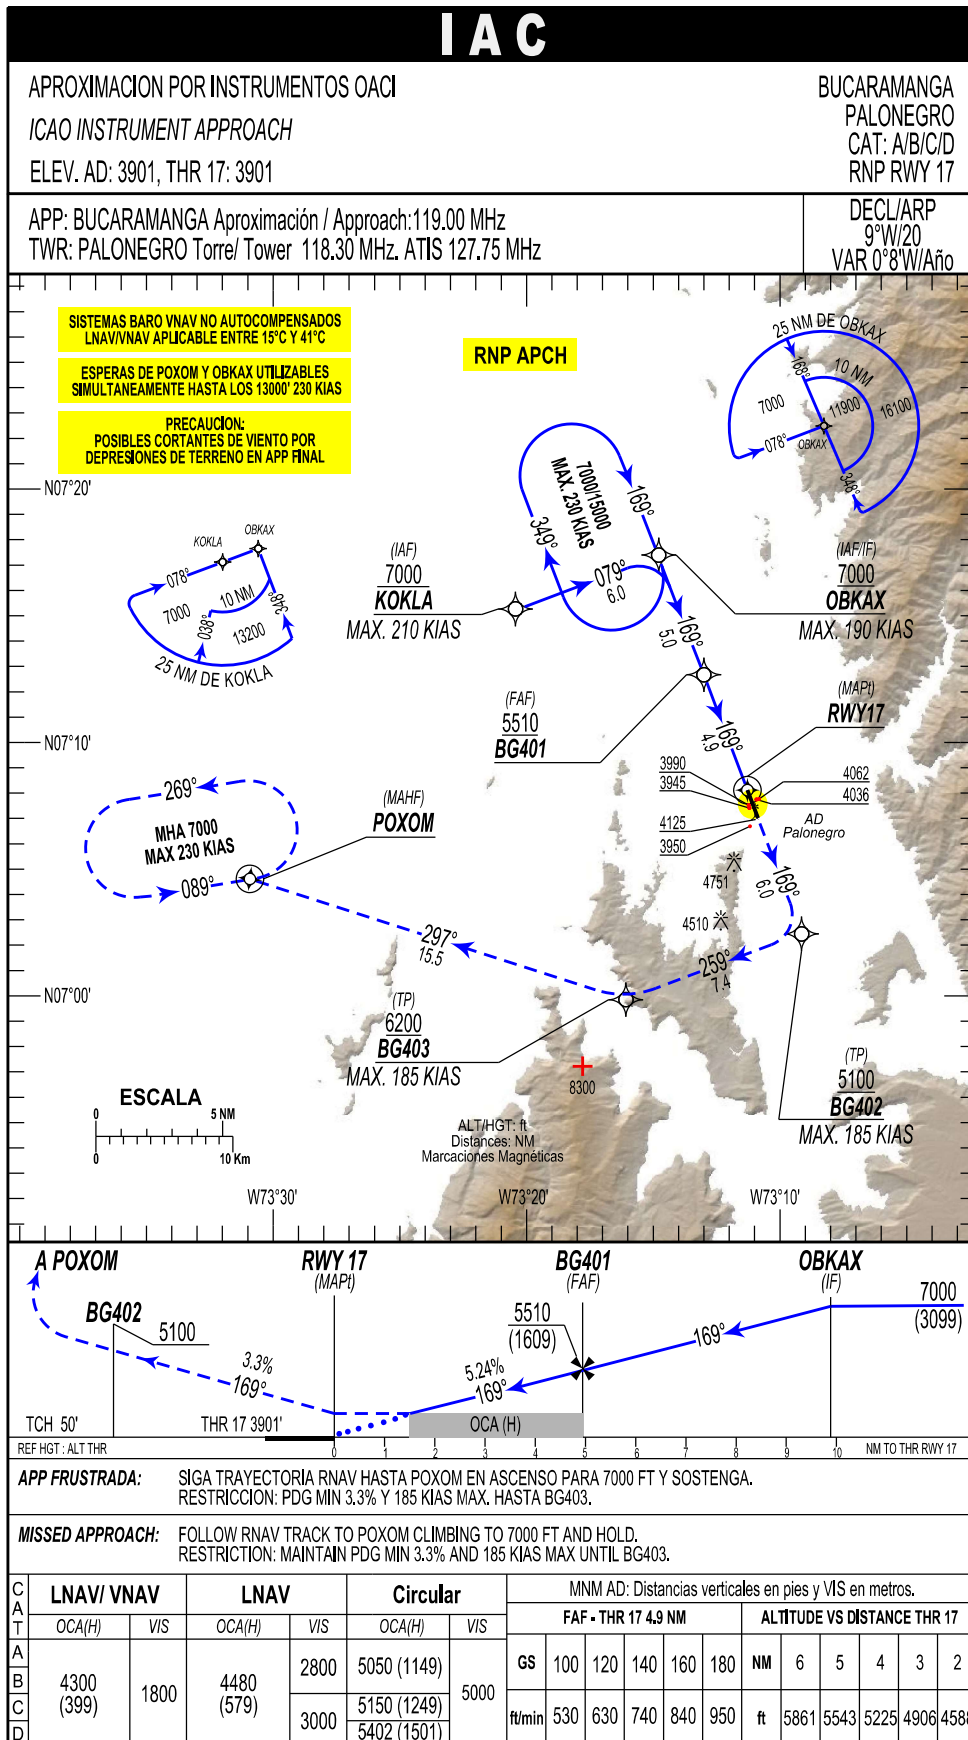 IAC
APROXIMACION POR INSTRUMENTOS OACI
ICAO INSTRUMENT APPROACH
ELEV. AD: 3901, THR 17: 3901
BUCARAMANGA
PALONEGRO
CAT: A/B/C/D
RNP RWY 17
APP: BUCARAMANGA Aproximación / Approach:119.00 MHz
TWR: PALONEGRO Torre/ Tower 118.30 MHz. ATIS 127.75 MHz
DECL/ARP
9°W/20
VAR 0°8'W/Año
SISTEMAS BARO VNAV NO AUTOCOMPENSADOS
LNAV/VNAV APLICABLE ENTRE 15°C Y 41°C
ESPERAS DE POXOM Y OBKAX UTILIZABLES
SIMULTANEAMENTE HASTA LOS 13000' 230 KIAS
PRECAUCION:
POSIBLES CORTANTES DE VIENTO POR
DEPRESIONES DE TERRENO EN APP FINAL
RNP APCH
25 NM DE OBKAX
168°
10 NM
7000
11900
16100
078°
OBKAX
348°
N07°20'
7000/15000
MAX. 230 KIAS
169°
349°
KOKLA
OBKAX
078°
7000
10 NM
038°
348°
13200
25 NM DE KOKLA
(IAF)
7000
KOKLA
MAX. 210 KIAS
079°
6.0
(IAF/IF)
7000
OBKAX
MAX. 190 KIAS
169°
5.0
(FAF)
5510
BG401
(MAPt)
RWY17
169°
4.9
N07°10'
3990
3945
4062
4036
4125
3950
AD
Palonegro
269°
MHA 7000
MAX 230 KIAS
089°
(MAHF)
POXOM
4751
4510
169°
6.0
297°
15.5
259°
7.4
N07°00'
(TP)
6200
BG403
MAX. 185 KIAS
(TP)
5100
BG402
MAX. 185 KIAS
8300
ESCALA
0 5 NM
0 10 Km
ALT/HGT: ft
Distances: NM
Marcaciones Magnéticas
W73°30' W73°20' W73°10'
A POXOM
RWY 17
(MAPt)
BG401
(FAF)
OBKAX
(IF)
BG402
5100
5510
(1609)
7000
(3099)
169°
3.3%
169°
5.24%
169°
TCH 50'
THR 17 3901'
OCA (H)
REF HGT : ALT THR
0 1 2 3 4 5 6 7 8 9 10
NM TO THR RWY 17
APP FRUSTRADA: SIGA TRAYECTORIA RNAV HASTA POXOM EN ASCENSO PARA 7000 FT Y SOSTENGA.
RESTRICCION: PDG MIN 3.3% Y 185 KIAS MAX. HASTA BG403.
MISSED APPROACH: FOLLOW RNAV TRACK TO POXOM CLIMBING TO 7000 FT AND HOLD.
RESTRICTION: MAINTAIN PDG MIN 3.3% AND 185 KIAS MAX UNTIL BG403.
CAT LNAV/ VNAV LNAV Circular
OCA(H) VIS OCA(H) VIS OCA(H) VIS
A
B
C
D
4300
(399)
1800
4480
(579)
2800
3000
5050 (1149)
5150 (1249)
5402 (1501)
5000
MNM AD: Distancias verticales en pies y VIS en metros.
FAF - THR 17 4.9 NM
ALTITUDE VS DISTANCE THR 17
GS 100 120 140 160 180 NM 6 5 4 3 2
ft/min 530 630 740 840 950 ft 5861 5543 5225 4906 4588